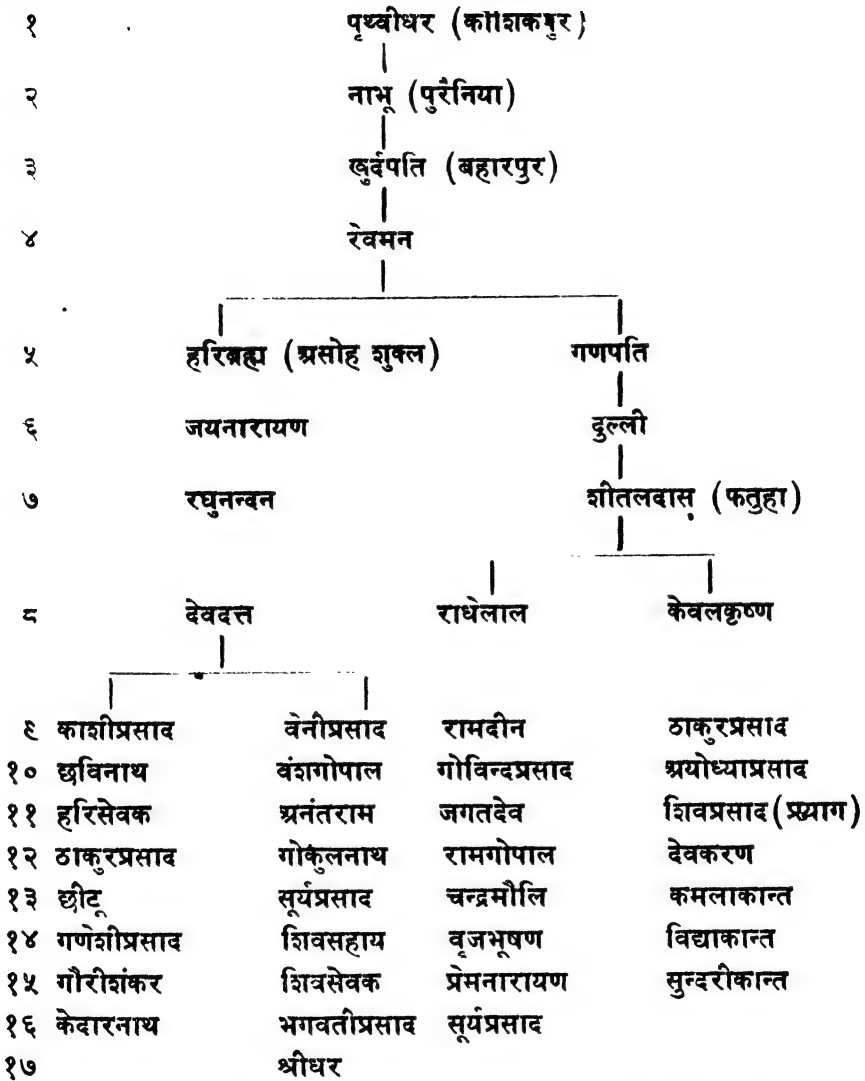 १ पृथ्वीधर (कौशिकपुर)
२ नाभू (पुरैनिया)
३ खुर्दपति (बहारपुर)
४ रेवमन
५ हरिब्रह्म (असोह शुक्ल) गणपति
६ जयनारायण दुल्ली
७ रघुनन्दन शीतलदास (फतुहा)
८ देवदत्त राधेलाल केवलकृष्ण
९ काशीप्रसाद वेनीप्रसाद रामदीन ठाकुरप्रसाद
१० छविनाथ वंशगोपाल गोविन्दप्रसाद अयोध्याप्रसाद
११ हरिसेवक अनंतराम जगतदेव शिवप्रसाद (प्रयाग)
१२ ठाकुरप्रसाद गोकुलनाथ रामगोपाल देवकरण
१३ छीटू सूर्यप्रसाद चन्द्रमौलि कमलाकान्त
१४ गणेशीप्रसाद शिवसहाय वृजभूषण विद्याकान्त
१५ गौरीशंकर शिवसेवक प्रेमनारायण सुन्दरीकान्त
१६ केदारनाथ भगवतीप्रसाद सूर्यप्रसाद
१७ श्रीधर